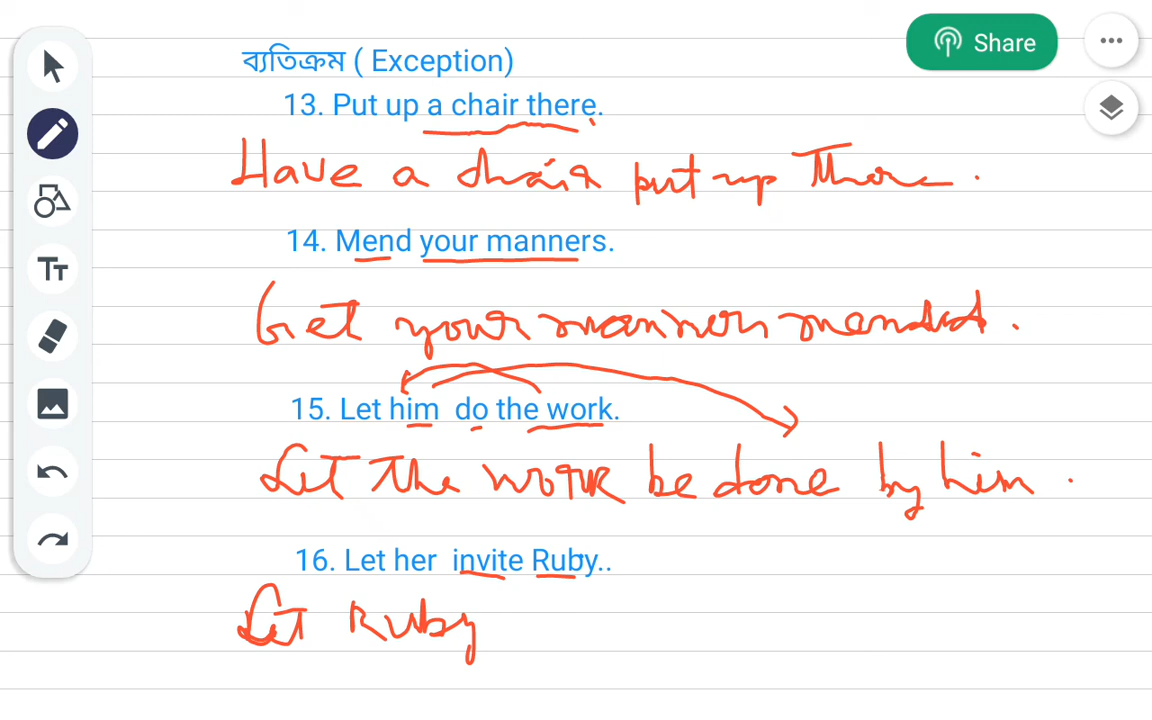 ব্যতিক্রম ( Exception)
Share
13. Put up a chair there.
Have a chair put up there.
14. Mend your manners.
Get your manners mended.
15. Let him do the work.
Let the work be done by him.
16. Let her invite Ruby..
Let Ruby
TT